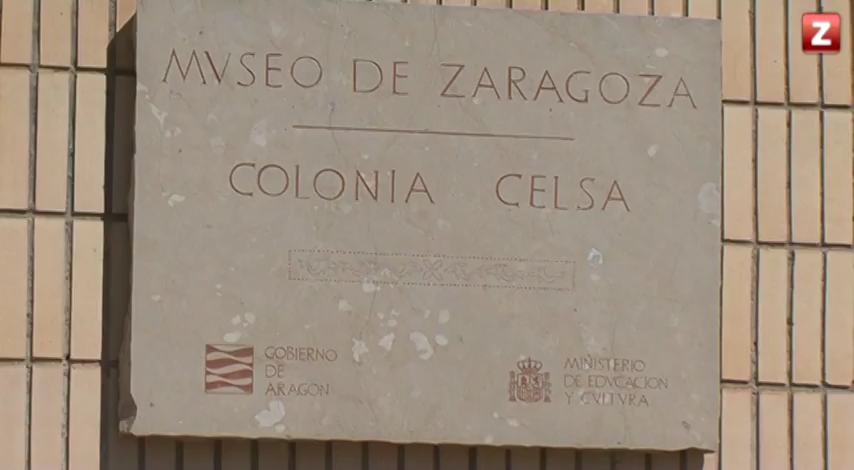 Z
MVSEO DE ZARAGOZA
COLONIA CELSA
GOBIERNO
DE
ARAGON
MINISTERIO
DE EDVCACION
Y CVLTVRA